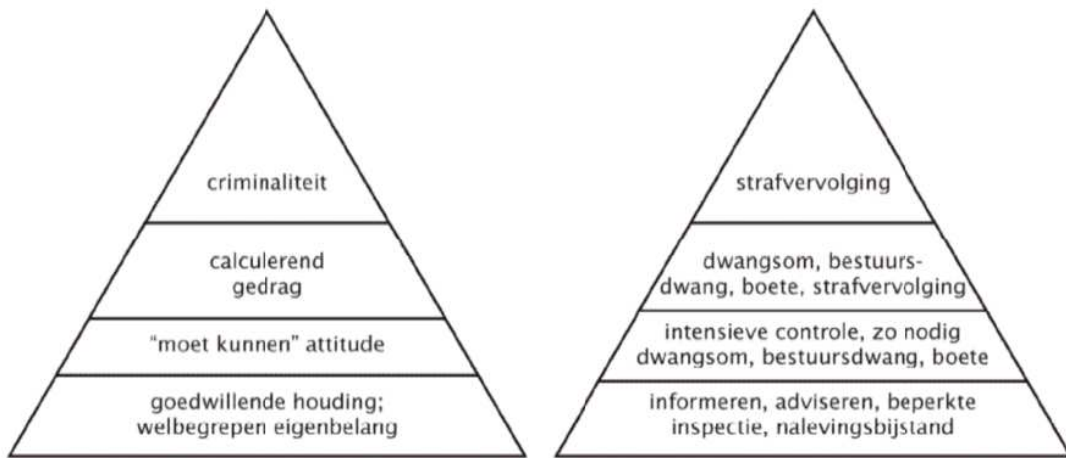 criminaliteit
calculerend
gedrag
“moet kunnen” attitude
goedwillende houding;
welbegrepen eigenbelang
strafvervolging
dwangsom, bestuurs-
dwang, boete, strafvervolging
intensieve controle, zo nodig
dwangsom, bestuursdwang, boete
informeren, adviseren, beperkte
inspectie, nalevingsbijstand